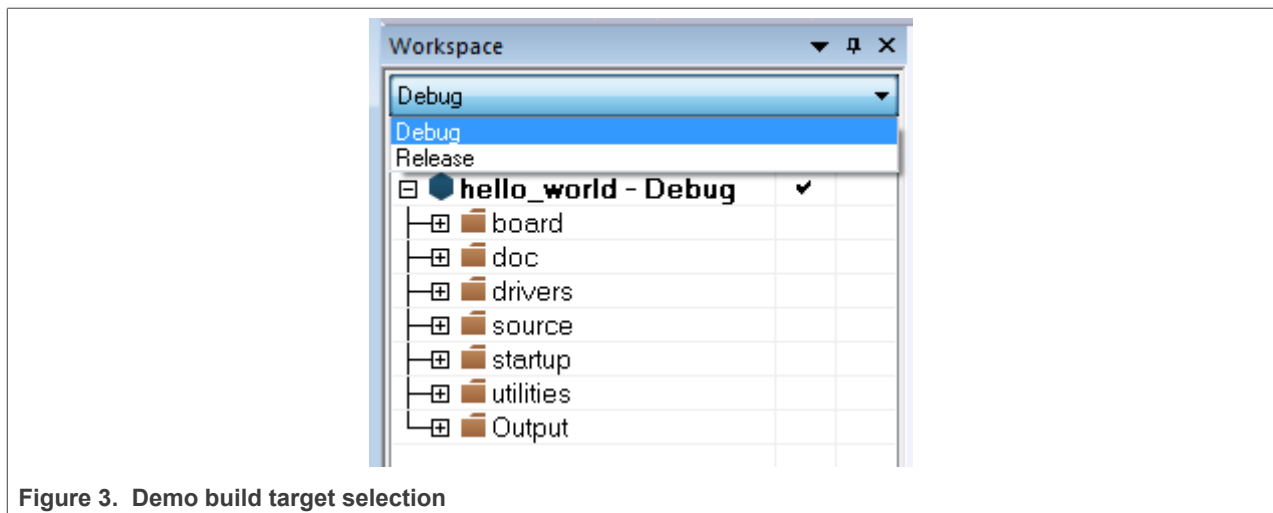 Workspace
Debug
Debug
Release
hello_world - Debug
board
doc
drivers
source
startup
utilities
Output
Figure 3. Demo build target selection